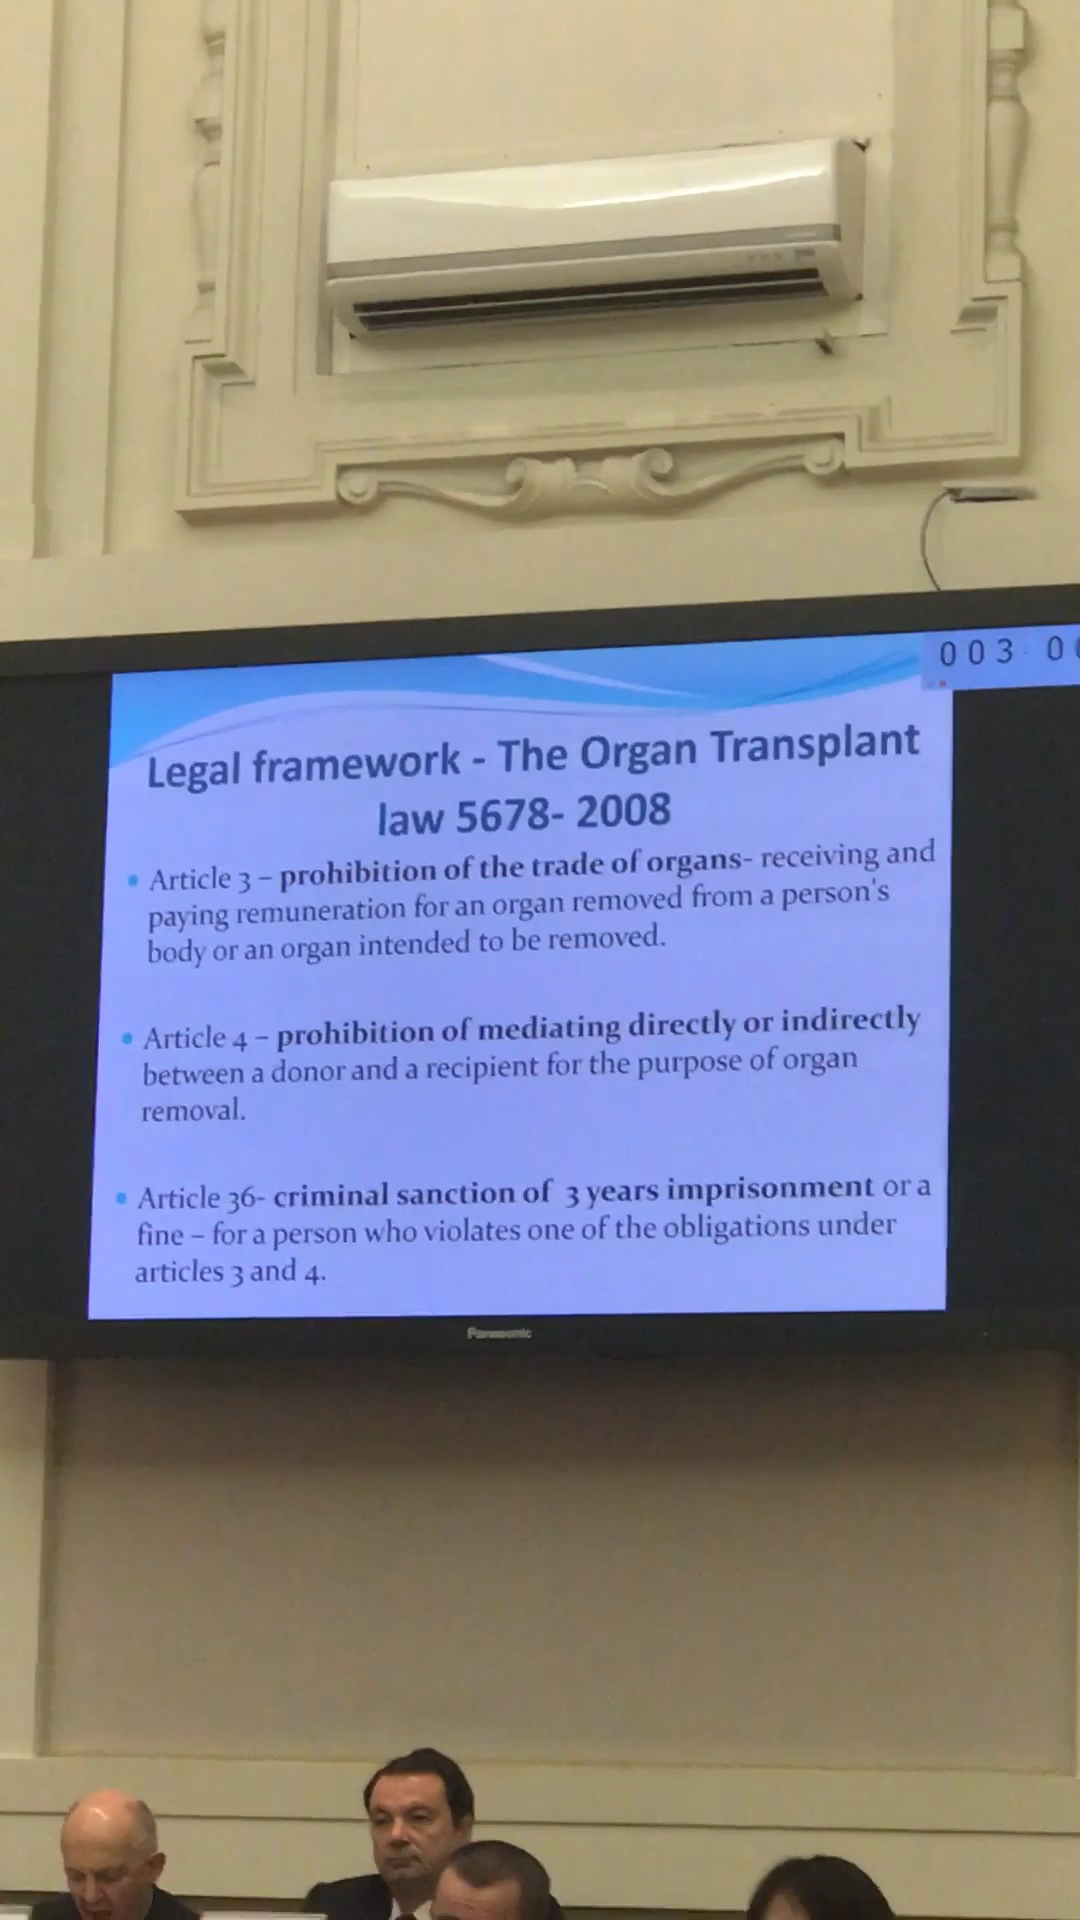 003:0
Legal framework - The Organ Transplant
law 5678- 2008
• Article 3 – prohibition of the trade of organs- receiving and
paying remuneration for an organ removed from a person's
body or an organ intended to be removed.
• Article 4 – prohibition of mediating directly or indirectly
between a donor and a recipient for the purpose of organ
removal.
• Article 36- criminal sanction of 3 years imprisonment or a
fine – for a person who violates one of the obligations under
articles 3 and 4.
Panasonic